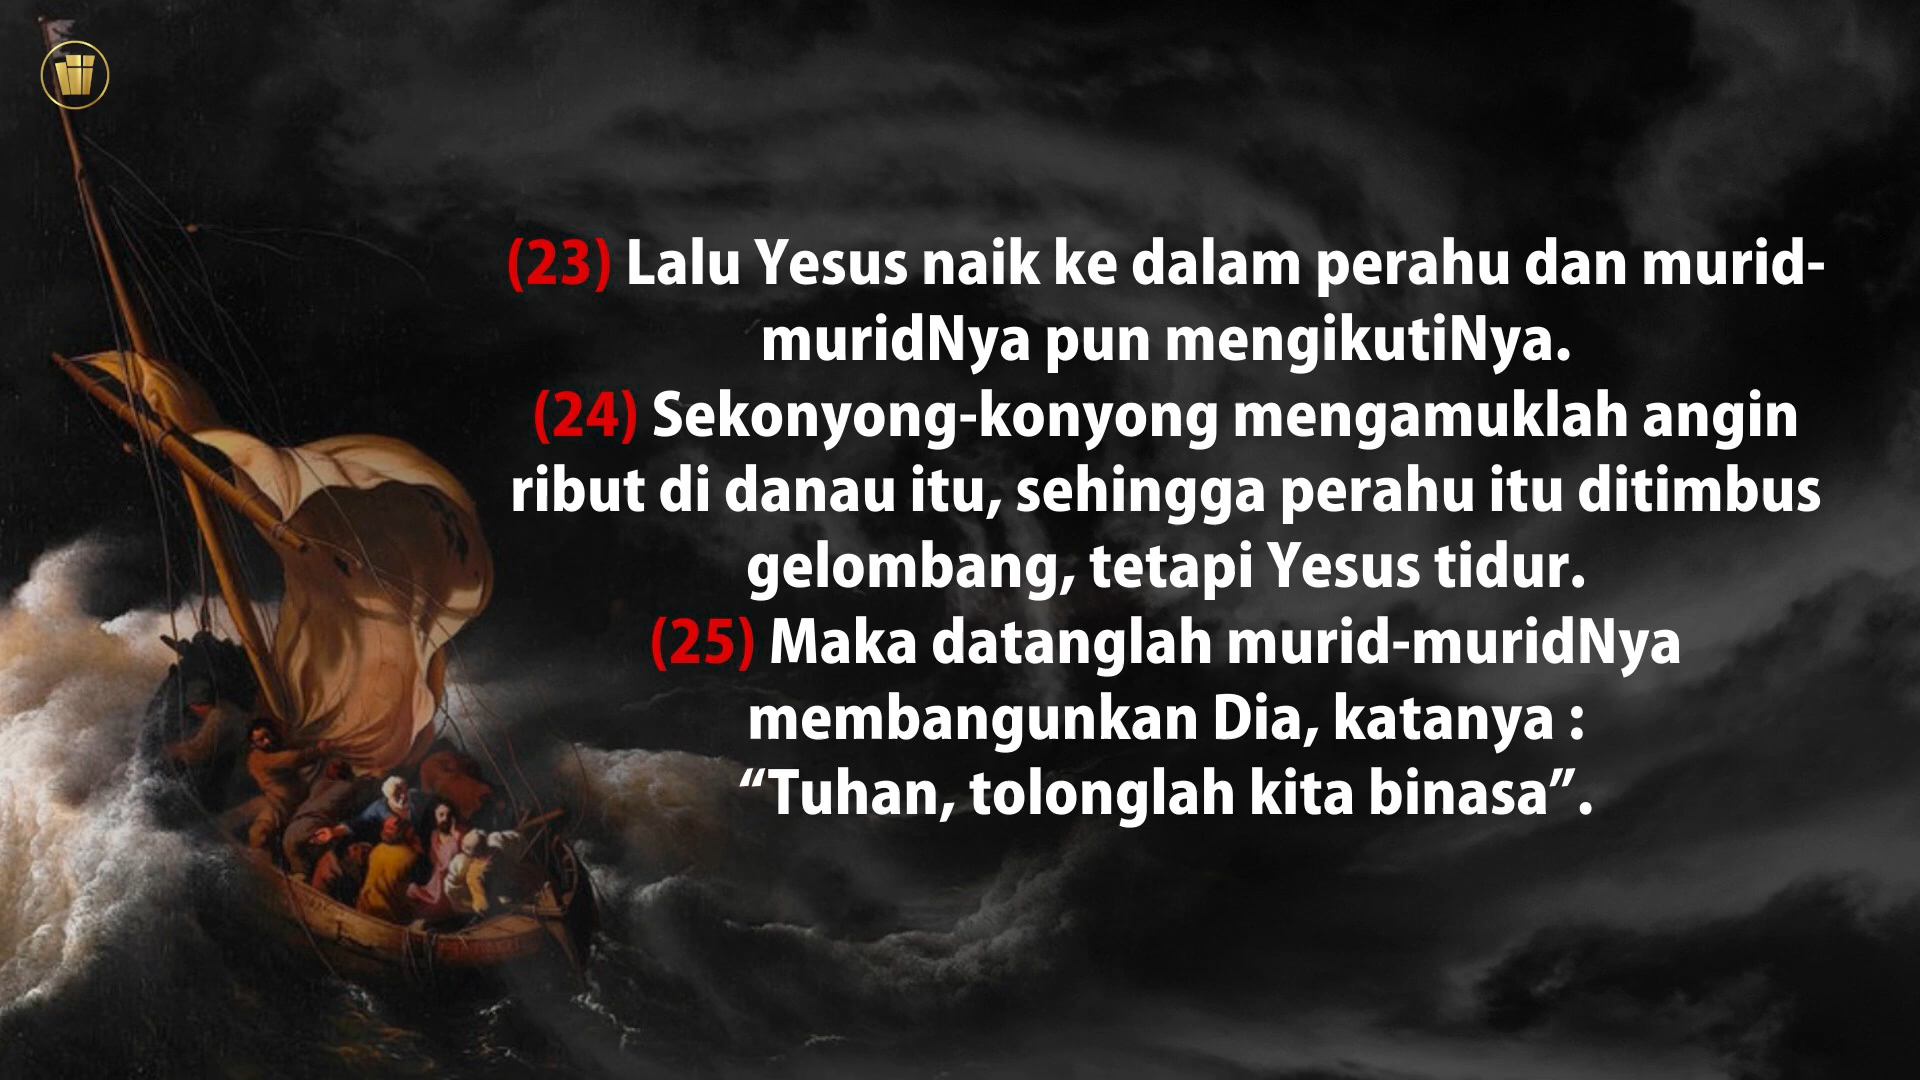 (23) Lalu Yesus naik ke dalam perahu dan murid-
muridNya pun mengikutiNya.
(24) Sekonyong-konyong mengamuklah angin
ribut di danau itu, sehingga perahu itu ditimbus
gelombang, tetapi Yesus tidur.
(25) Maka datanglah murid-muridNya
membangunkan Dia, katanya :
“Tuhan, tolonglah kita binasa”.